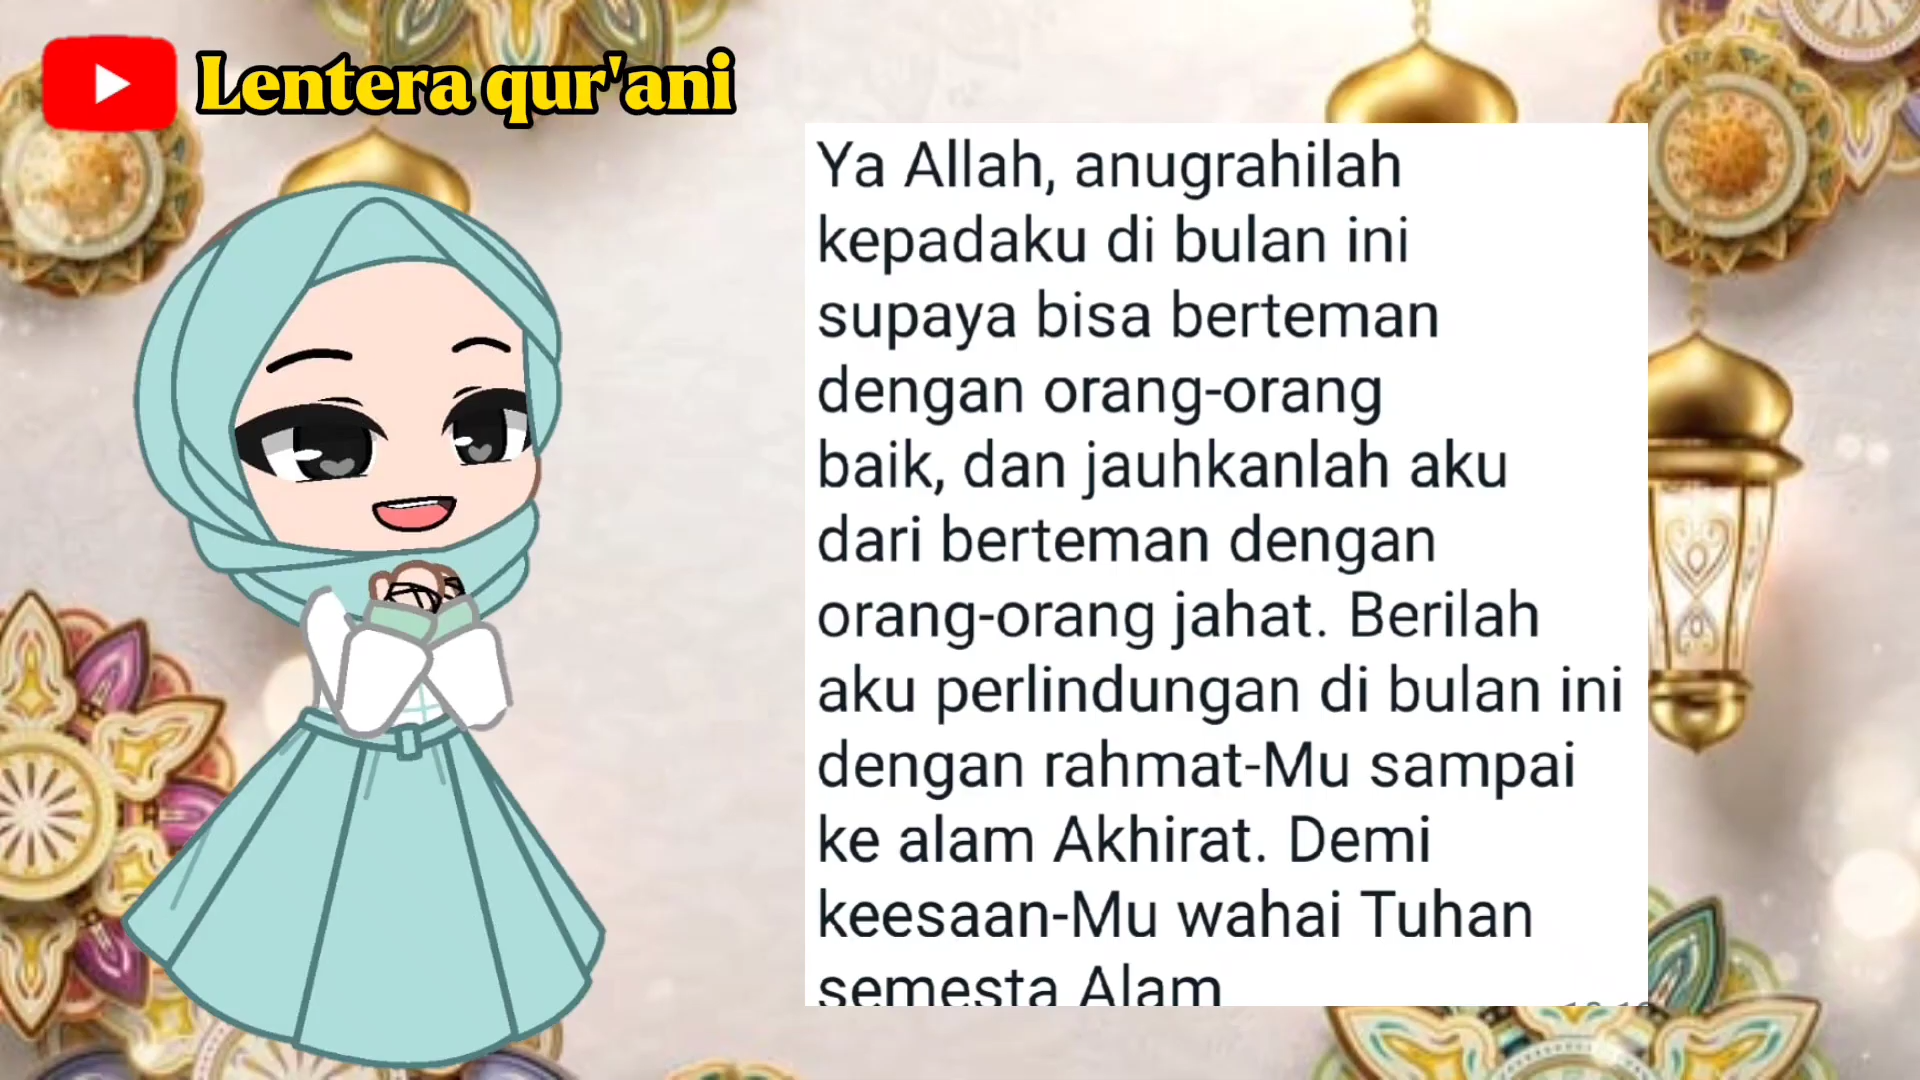 Lentera qur'ani
Ya Allah, anugrahilah
kepadaku di bulan ini
supaya bisa berteman
dengan orang-orang
baik, dan jauhkanlah aku
dari berteman dengan
orang-orang jahat. Berilah
aku perlindungan di bulan ini
dengan rahmat-Mu sampai
ke alam Akhirat. Demi
keesaan-Mu wahai Tuhan
semesta Alam